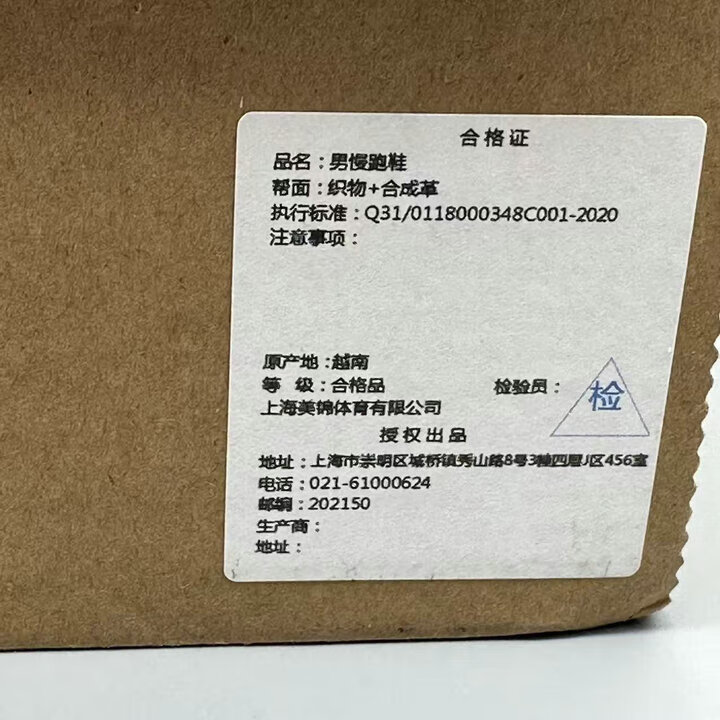 合格证
品名：男慢跑鞋
帮面：织物+合成革
执行标准：Q31/0118000348C001-2020
注意事项：
原产地：越南
等 级：合格品
检验员：
检
上海美锦体育有限公司
授权出品
地址：上海市崇明区城桥镇秀山路8号3幢四层J区456室
电话：021-61000624
邮编：202150
生产商：
地址：